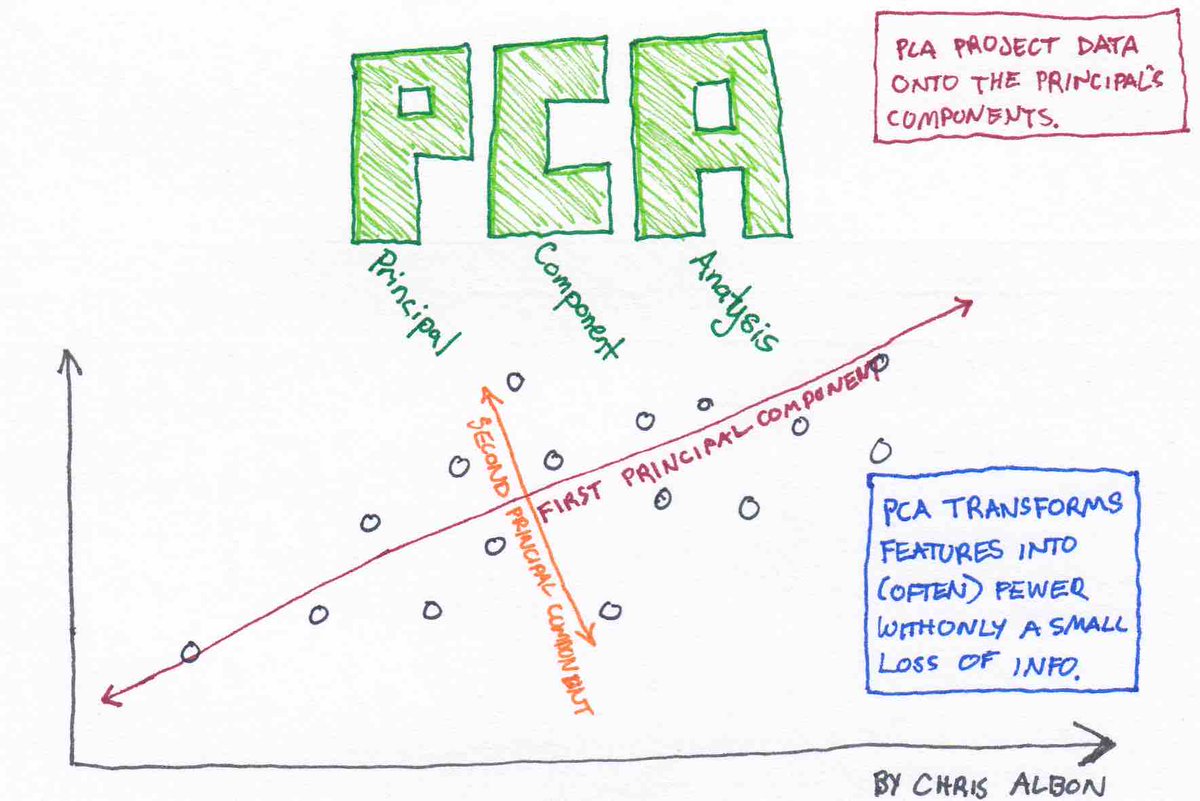 PCA
PCA PROJECT DATA
ONTO THE PRINCIPAL'S
COMPONENTS.
Principal
Component
Analysis
FIRST PRINCIPAL COMPONENT
SECOND PRINCIPAL COMPONENT
PCA TRANSFORMS
FEATURES INTO
(OFTEN) FEWER
WITHONLY A SMALL
LOSS OF INFO.
BY CHRIS ALBON